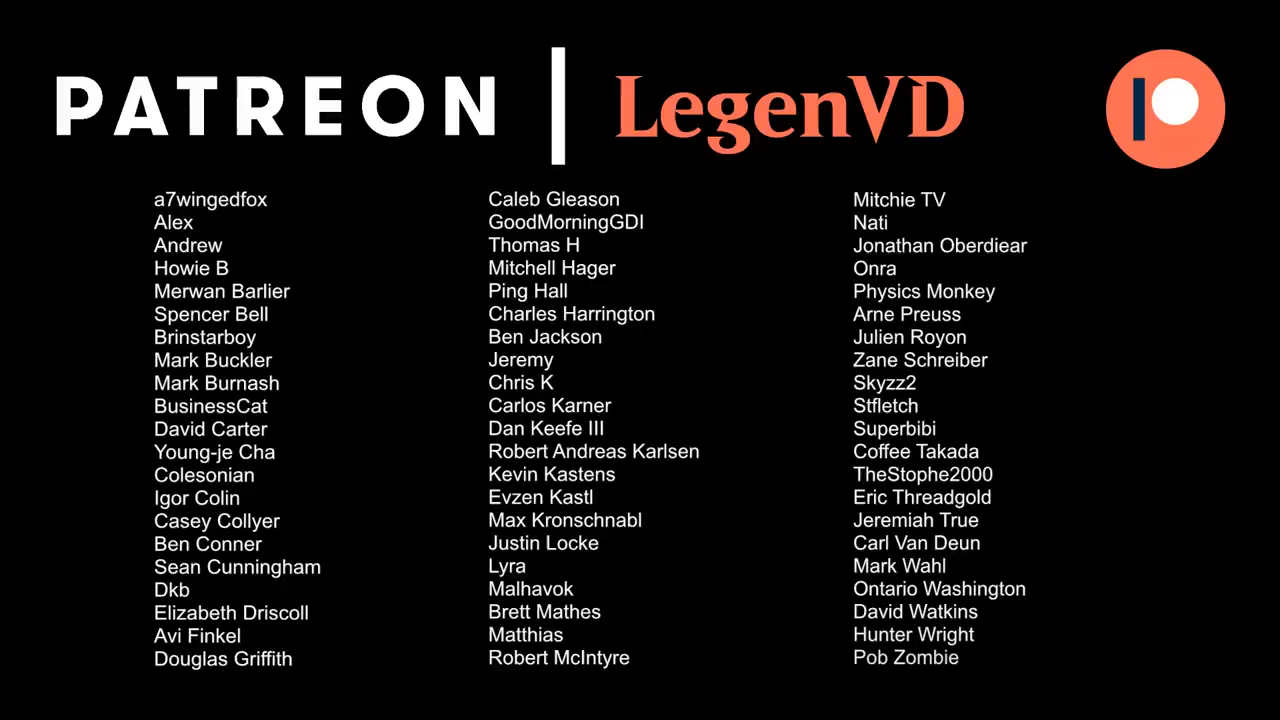 PATREON | LegenVD
a7wingedfox
Alex
Andrew
Howie B
Merwan Barlier
Spencer Bell
Brinstarboy
Mark Buckler
Mark Burnash
BusinessCat
David Carter
Young-je Cha
Colesonian
Igor Colin
Casey Collyer
Ben Conner
Sean Cunningham
Dkb
Elizabeth Driscoll
Avi Finkel
Douglas Griffith
Caleb Gleason
GoodMorningGDI
Thomas H
Mitchell Hager
Ping Hall
Charles Harrington
Ben Jackson
Jeremy
Chris K
Carlos Karner
Dan Keefe III
Robert Andreas Karlsen
Kevin Kastens
Evzen Kastl
Max Kronschnabl
Justin Locke
Lyra
Malhavok
Brett Mathes
Matthias
Robert McIntyre
Mitchie TV
Nati
Jonathan Oberdiear
Onra
Physics Monkey
Arne Preuss
Julien Royon
Zane Schreiber
Skyzz2
Stfletch
Superbibi
Coffee Takada
TheStophe2000
Eric Threadgold
Jeremiah True
Carl Van Deun
Mark Wahl
Ontario Washington
David Watkins
Hunter Wright
Pob Zombie